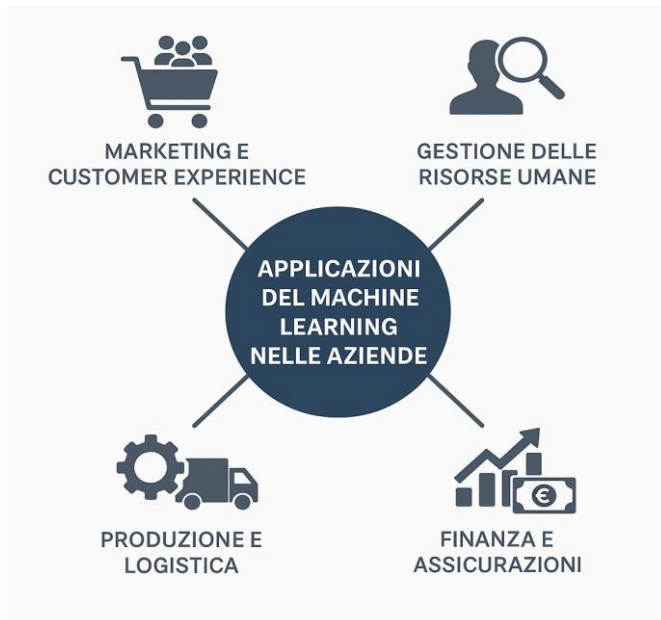 MARKETING E
CUSTOMER EXPERIENCE
GESTIONE DELLE
RISORSE UMANE
APPLICAZIONI
DEL MACHINE
LEARNING
NELLE AZIENDE
PRODUZIONE E
LOGISTICA
€
FINANZA E
ASSICURAZIONI